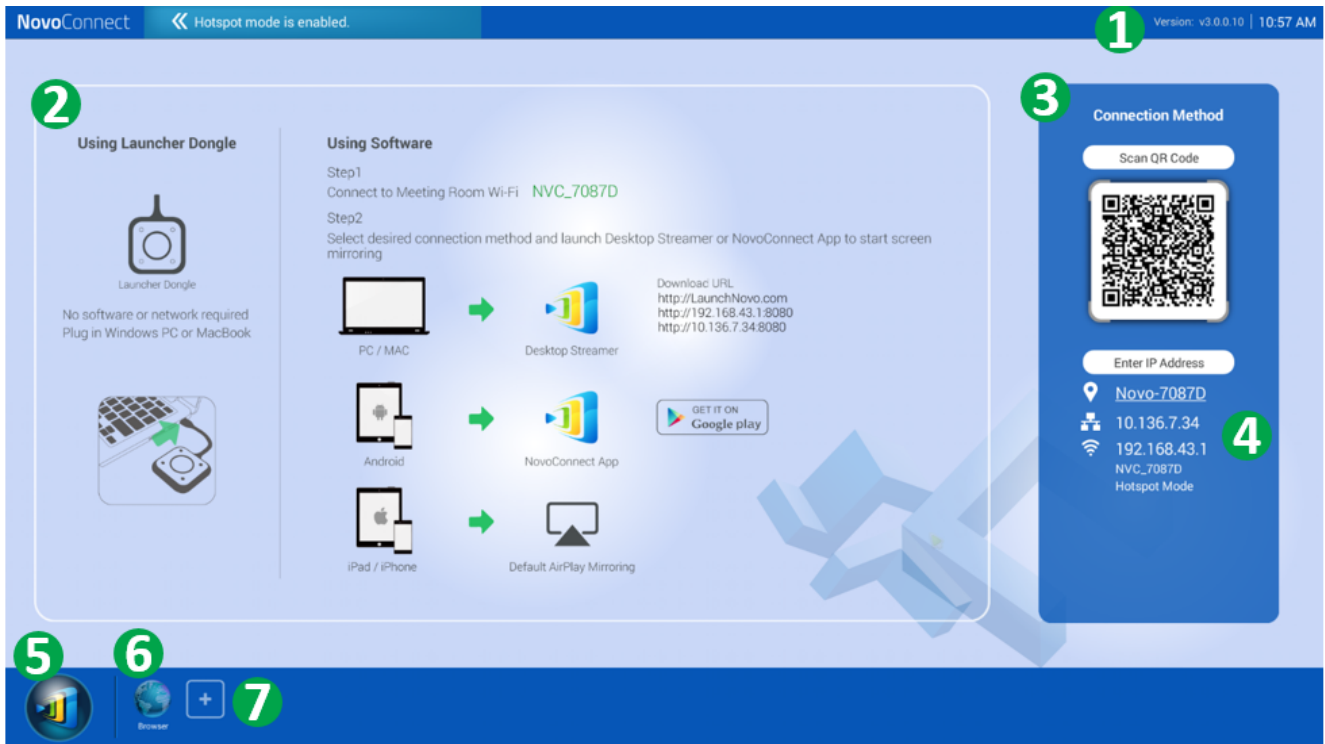 NovoConnect
Hotspot mode is enabled.
1
Version: v3.0.0.10 | 10:57 AM
2
Using Launcher Dongle
Launcher Dongle
No software or network required
Plug in Windows PC or MacBook
Using Software
Step1
Connect to Meeting Room Wi-Fi NVC_7087D
Step2
Select desired connection method and launch Desktop Streamer or NovoConnect App to start screen
mirroring
PC / MAC
Desktop Streamer
Download URL
http://LaunchNovo.com
http://192.168.43.1:8080
http://10.136.7.34:8080
Android
NovoConnect App
GET IT ON
Google play
iPad / iPhone
Default AirPlay Mirroring
3
Connection Method
Scan QR Code
Enter IP Address
Novo-7087D
10.136.7.34
4
192.168.43.1
NVC_7087D
Hotspot Mode
5
6
Browser
+
7